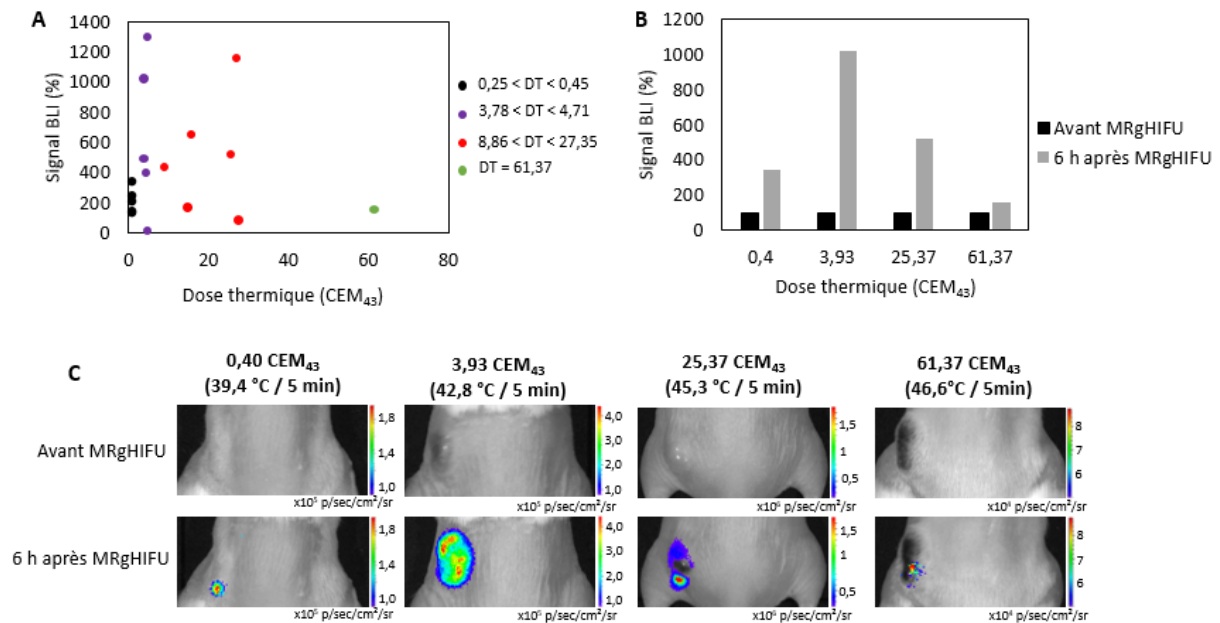 A
1400
1200
1000
800
600
400
200
0
0 20 40 60 80
Signal BLI (%)
Dose thermique (CEM₄₃)
0,25 < DT < 0,45
3,78 < DT < 4,71
8,86 < DT < 27,35
DT = 61,37
B
1200
1000
800
600
400
200
0
0,4 3,93 25,37 61,37
Signal BLI (%)
Dose thermique (CEM₄₃)
Avant MRgHIFU
6 h après MRgHIFU
C
0,40 CEM₄₃
(39,4 °C / 5 min)
3,93 CEM₄₃
(42,8 °C / 5 min)
25,37 CEM₄₃
(45,3 °C / 5 min)
61,37 CEM₄₃
(46,6°C / 5min)
Avant MRgHIFU
1,8
1,4
1,0
x10⁵ p/sec/cm²/sr
4,0
3,0
2,0
1,0
x10⁵ p/sec/cm²/sr
1,5
1
0,5
x10⁶ p/sec/cm²/sr
8
7
6
x10⁴ p/sec/cm²/sr
6 h après MRgHIFU
1,8
1,4
1,0
x10⁵ p/sec/cm²/sr
4,0
3,0
2,0
1,0
x10⁵ p/sec/cm²/sr
1,5
1
0,5
x10⁶ p/sec/cm²/sr
8
7
6
x10⁴ p/sec/cm²/sr